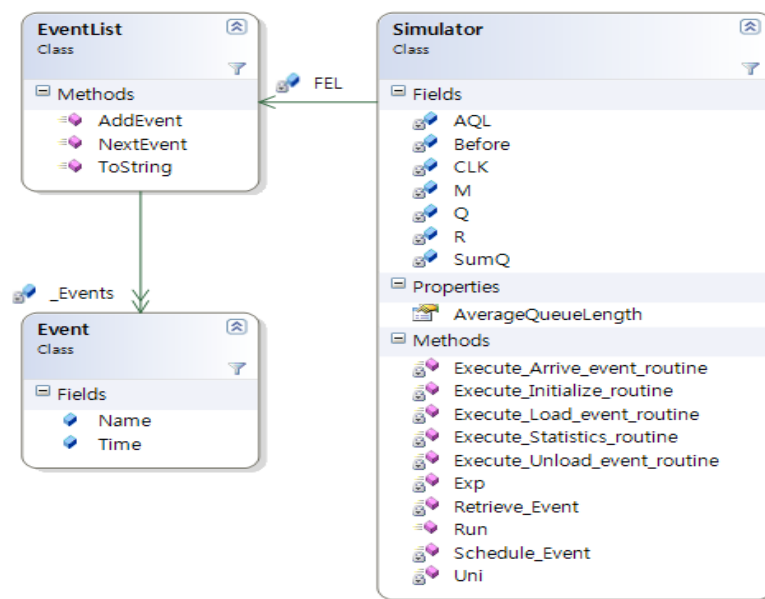 EventList
Class
Methods
AddEvent
NextEvent
ToString
FEL
_Events
Event
Class
Fields
Name
Time
Simulator
Class
Fields
AQL
Before
CLK
M
Q
R
SumQ
Properties
AverageQueueLength
Methods
Execute_Arrive_event_routine
Execute_Initialize_routine
Execute_Load_event_routine
Execute_Statistics_routine
Execute_Unload_event_routine
Exp
Retrieve_Event
Run
Schedule_Event
Uni